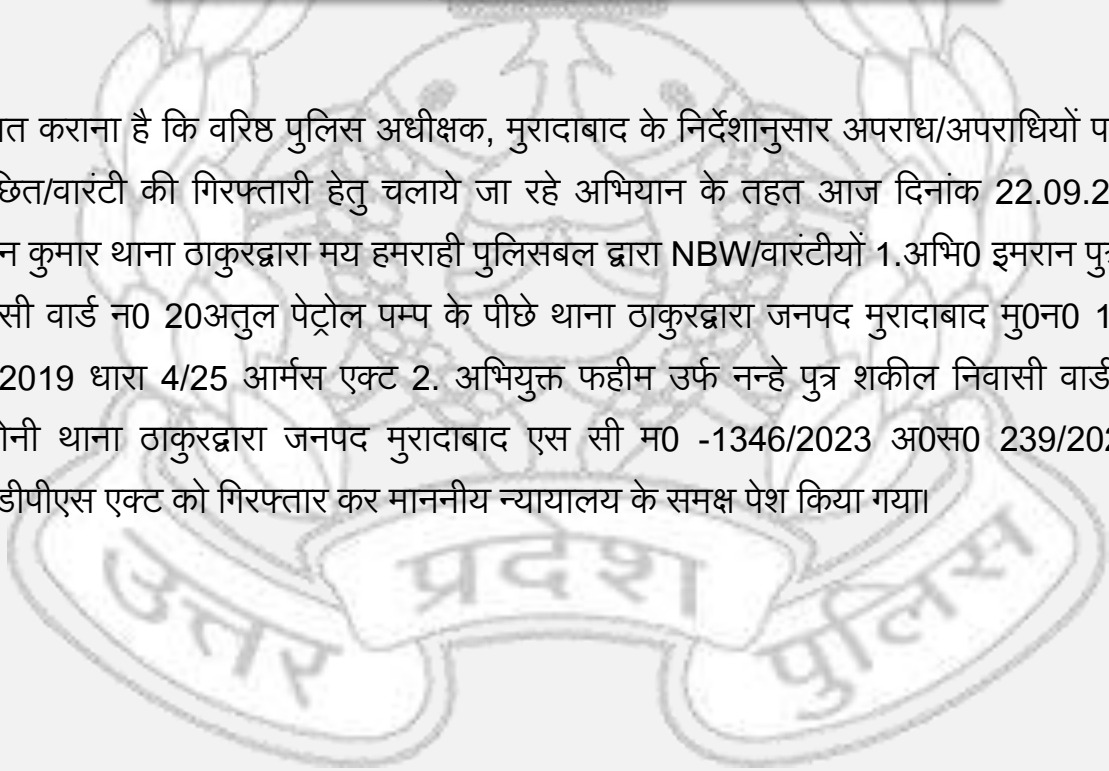 कराना है कि वरिष्ठ पुलिस अधीक्षक, मुरादाबाद के निर्देशानुसार अपराध/अपराधियों
की गिरफ्तारी हेतु चलाये जा रहे अभियान के तहत आज दिनांक 22.09.2
कुमार थाना ठाकुरद्वारा मय हमराही पुलिसबल द्वारा NBW/वारंटीयों 1.अभि0 इमरान पुत्र
वार्ड न0 20अतुल पेट्रोल पम्प के पीछे थाना ठाकुरद्वारा जनपद मुरादाबाद मु0न0 1
2019 धारा 4/25 आर्मस एक्ट 2. अभियुक्त फहीम उर्फ नन्हे पुत्र शकील निवासी वार्ड
थाना ठाकुरद्वारा जनपद मुरादाबाद एस सी म0 -1346/2023 अ0स0 239/202
डीपीएस एक्ट को गिरफ्तार कर माननीय न्यायालय के समक्ष पेश किया गया।
उत्तर प्रदेश पुलिस